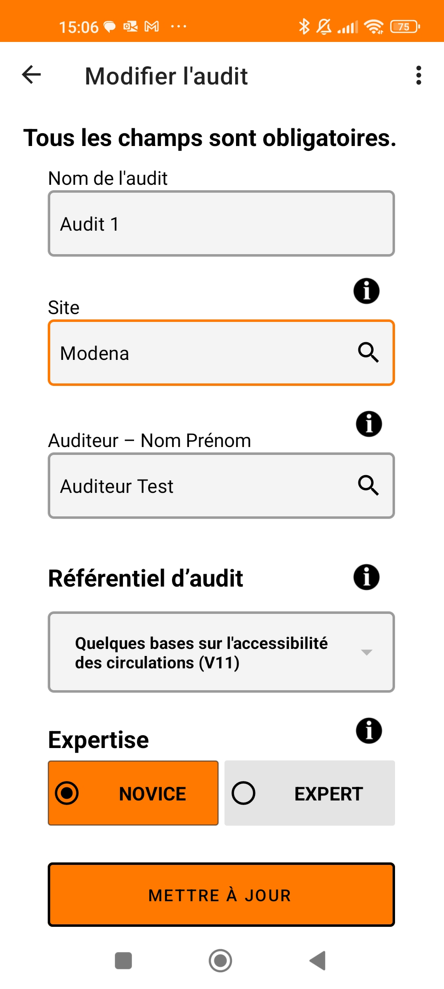 15:06 ... 75
Modifier l'audit
Tous les champs sont obligatoires.
Nom de l'audit
Audit 1
Site
Modena
Auditeur – Nom Prénom
Auditeur Test
Référentiel d’audit
Quelques bases sur l'accessibilité
des circulations (V11)
Expertise
NOVICE EXPERT
METTRE À JOUR